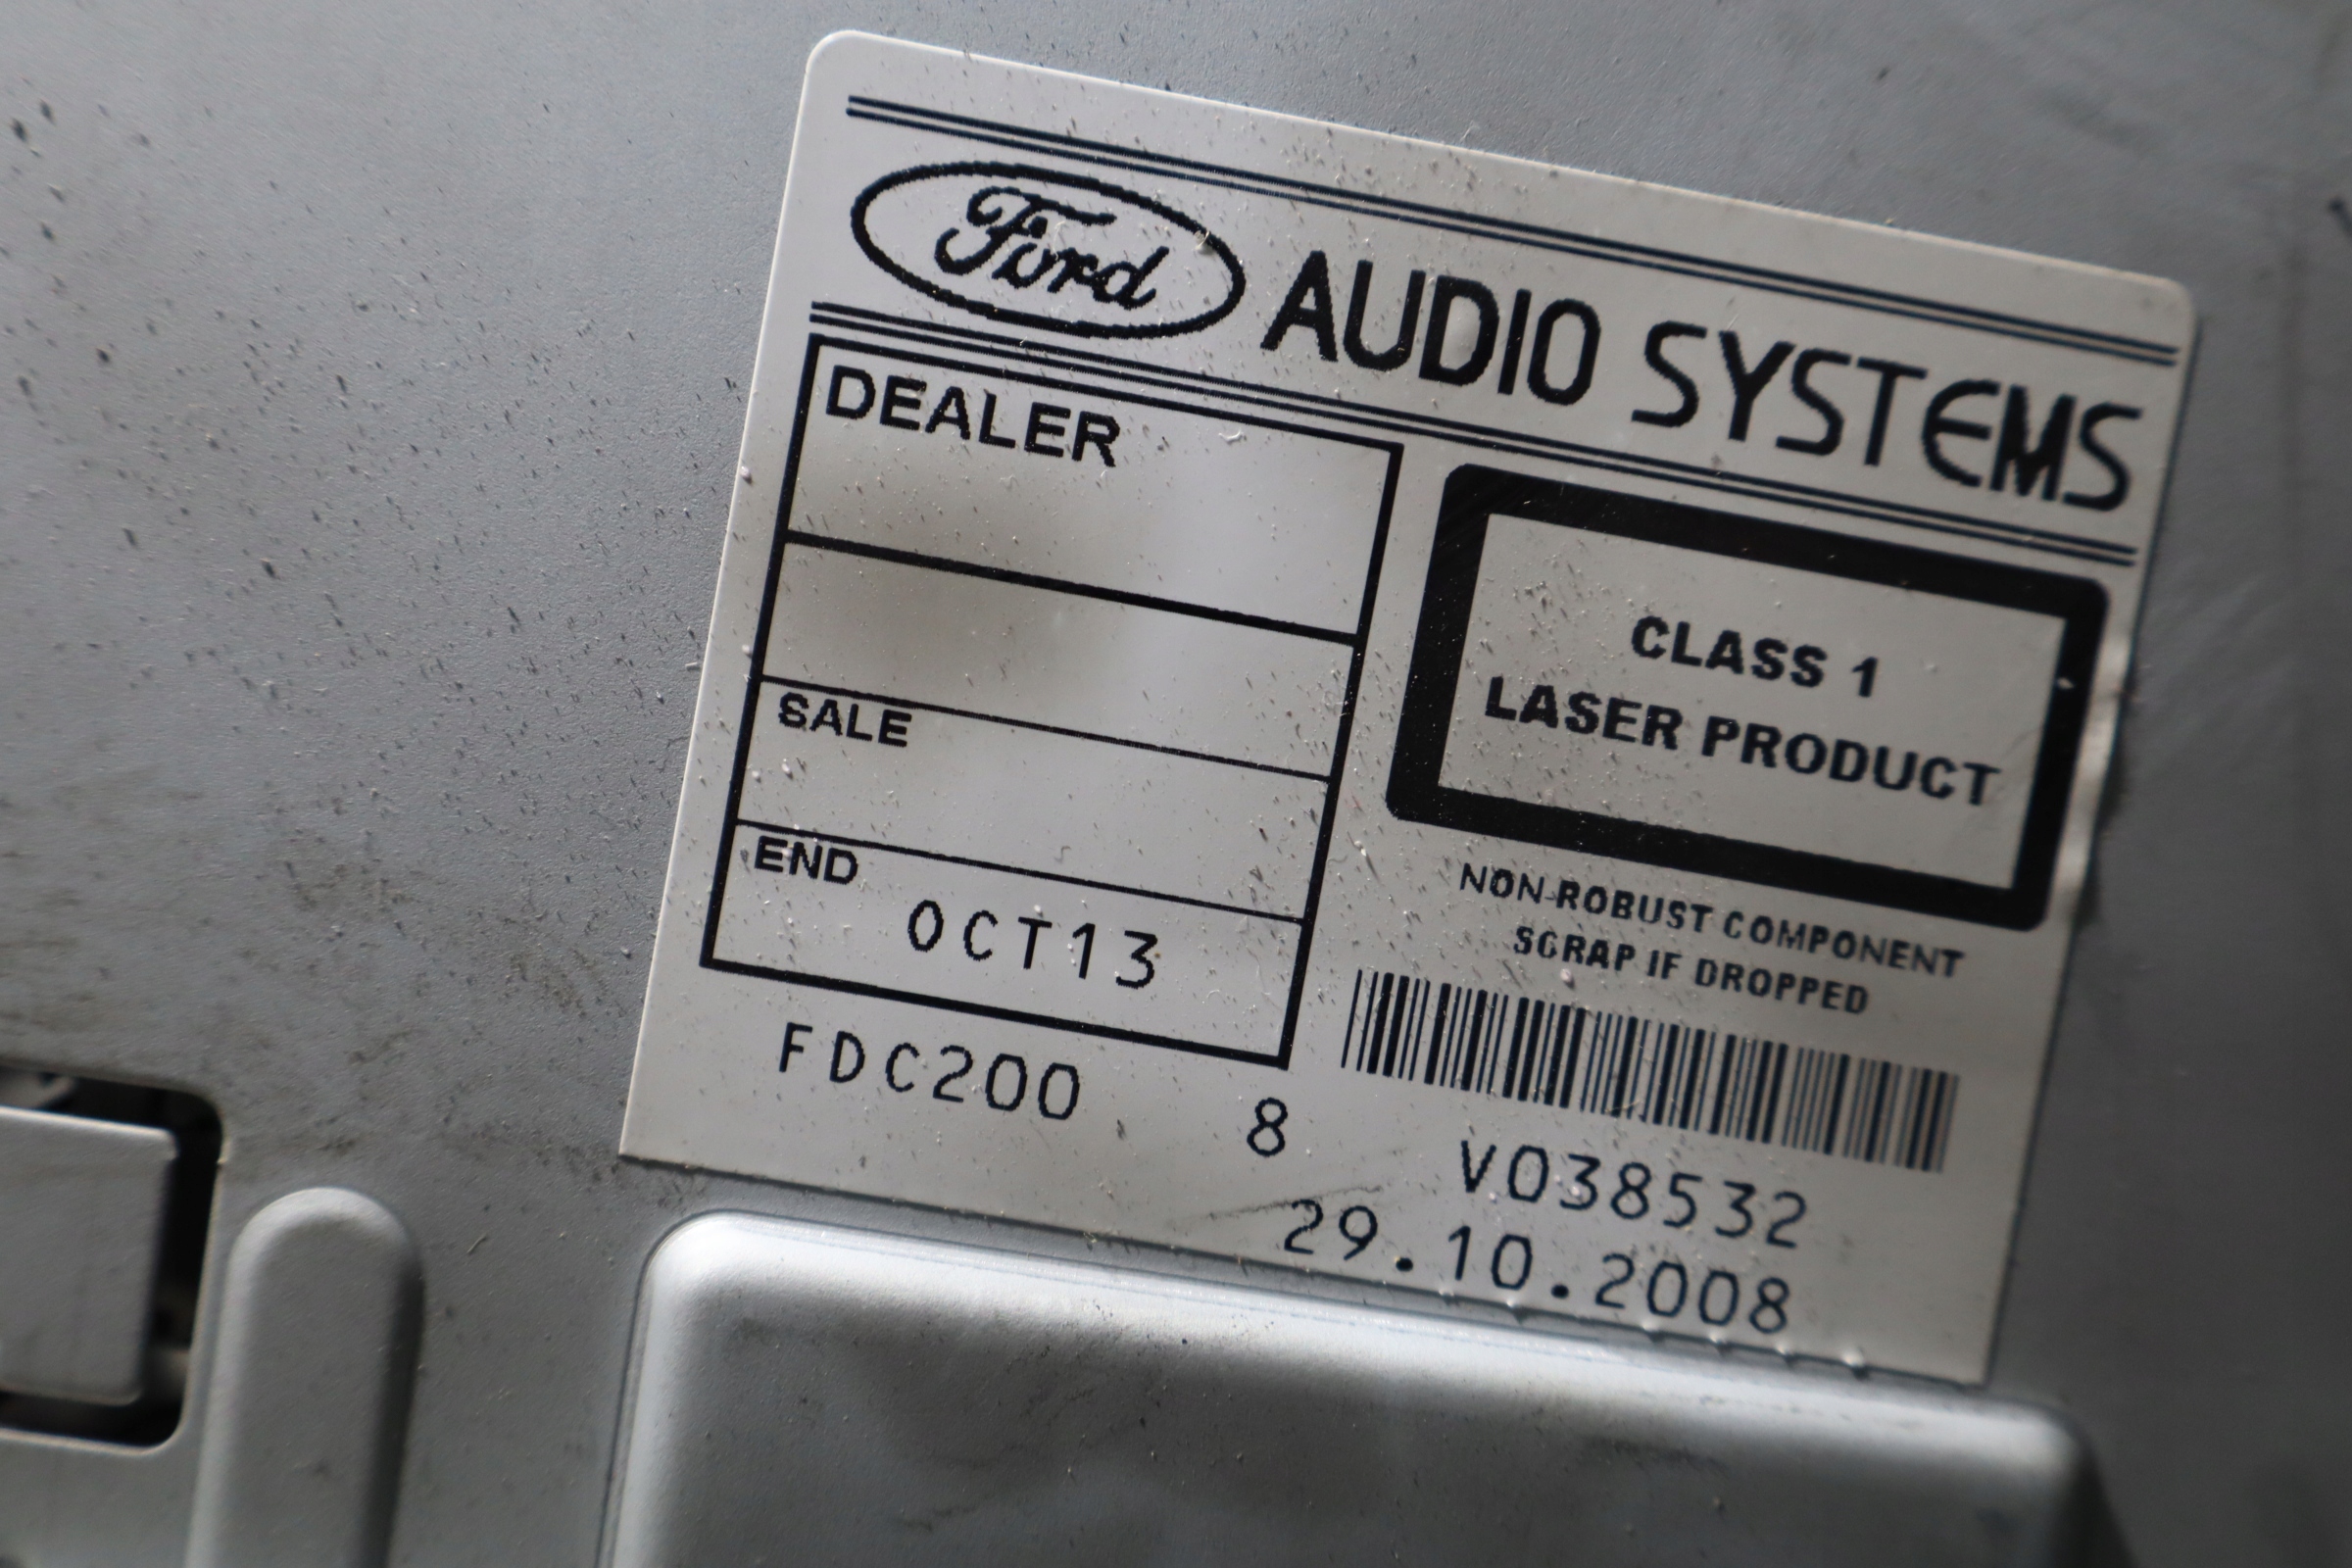 Ford AUDIO SYSTEMS
DEALER
SALE
END
OCT13
CLASS 1
LASER PRODUCT
NON-ROBUST COMPONENT
SCRAP IF DROPPED
FDC200 8
V038532
29.10.2008